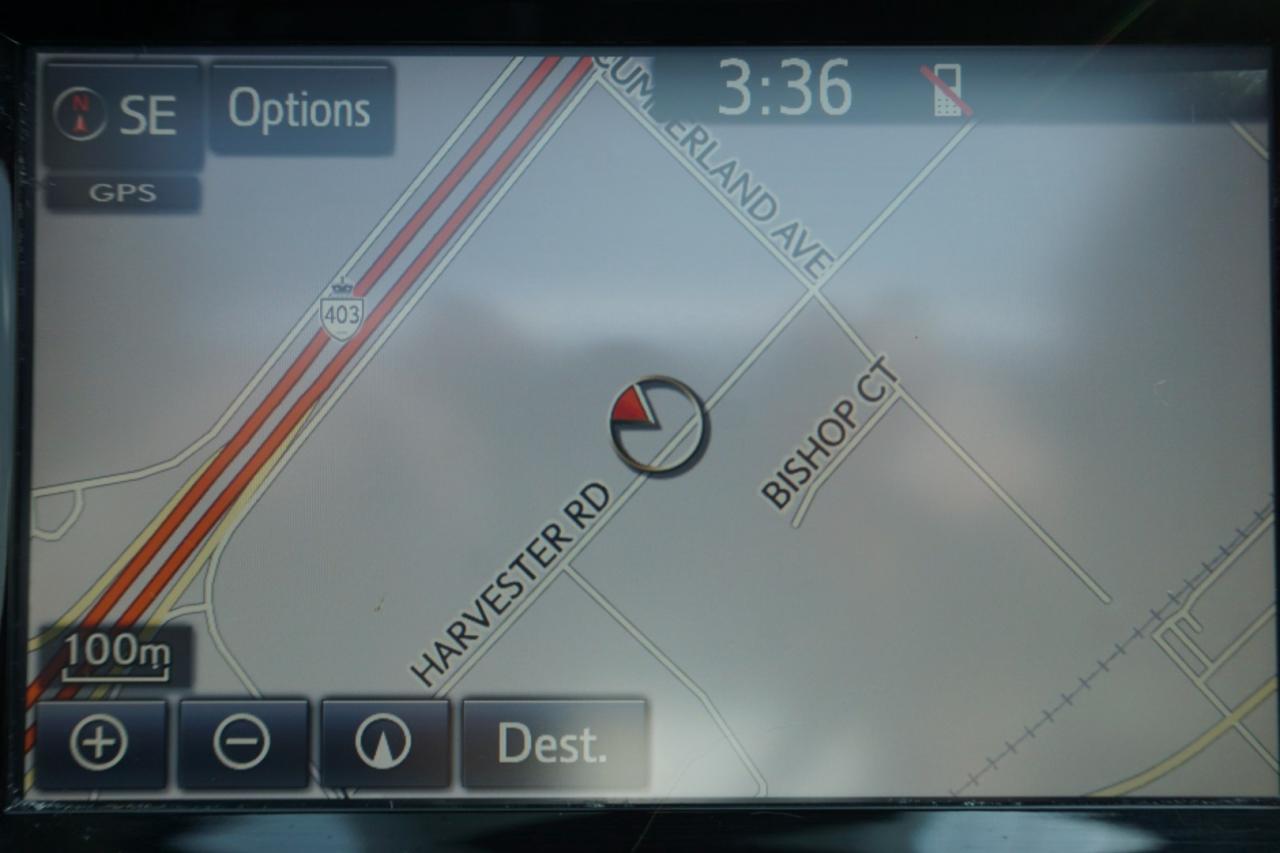 N SE
Options
3:36
GPS
CUMBERLAND AVE
403
BISHOP CT
HARVESTER RD
100m
Dest.